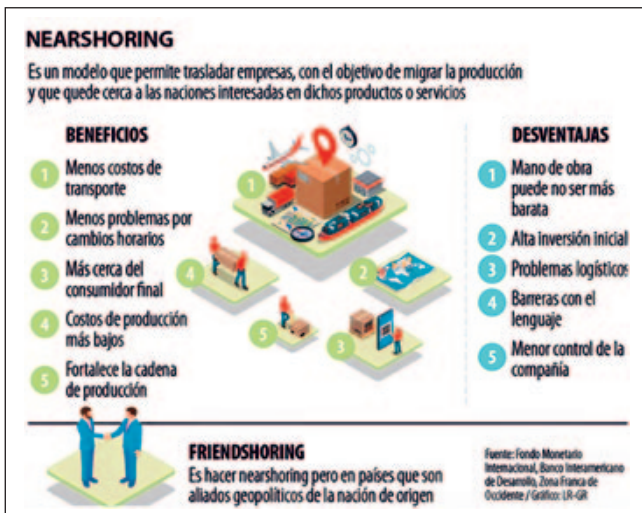 NEARSHORING
Es un modelo que permite trasladar empresas, con el objetivo de migrar la producción
y que quede cerca a las naciones interesadas en dichos productos o servicios
BENEFICIOS
1 Menos costos de
transporte
2 Menos problemas por
cambios horarios
3 Más cerca del
consumidor final
4 Costos de producción
más bajos
5 Fortalece la cadena
de producción
1
4
2
5
3
DESVENTAJAS
1 Mano de obra
puede no ser más
barata
2 Alta inversión inicial
3 Problemas logísticos
4 Barreras con el
lenguaje
5 Menor control de la
compañía
FRIENDSHORING
Es hacer nearshoring pero en países que son
aliados geopolíticos de la nación de origen
Fuente: Fondo Monetario
Internacional, Banco Interamericano
de Desarrollo, Zona Franca de
Occidente / Gráfico: LR-GR